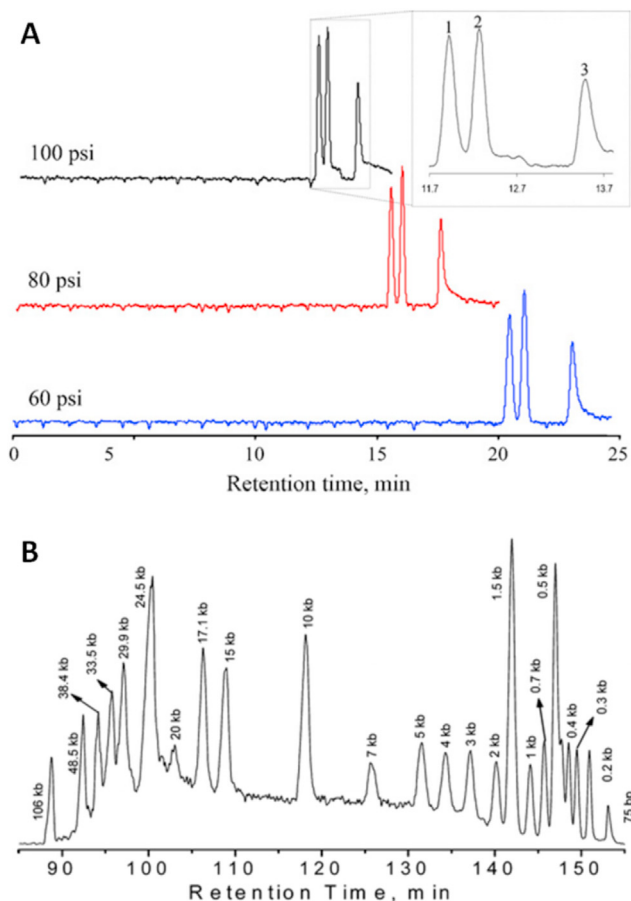 A
1 2 3
11.7 12.7 13.7
100 psi
80 psi
60 psi
0 5 10 15 20 25
Retention time, min
B
106 kb
48.5 kb
38.4 kb
33.5 kb
29.9 kb
24.5 kb
20 kb
17.1 kb
15 kb
10 kb
7 kb
5 kb
4 kb
3 kb
2 kb
1.5 kb
1 kb
0.7 kb
0.5 kb
0.4 kb
0.3 kb
0.2 kb
75 bp
90 100 110 120 130 140 150
Retention Time, min